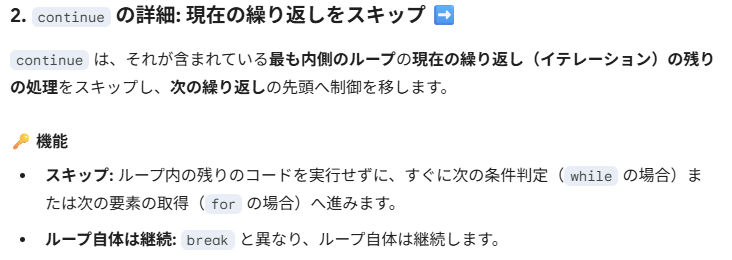 2. continue の詳細: 現在の繰り返しをスキップ ➡️
continue は、それが含まれている最も内側のループの現在の繰り返し（イテレーション）の残り
の処理をスキップし、次の繰り返しの先頭へ制御を移します。
🔑 機能
• スキップ: ループ内の残りのコードを実行せずに、すぐに次の条件判定（while の場合）ま
たは次の要素の取得（for の場合）へ進みます。
• ループ自体は継続: break と異なり、ループ自体は継続します。